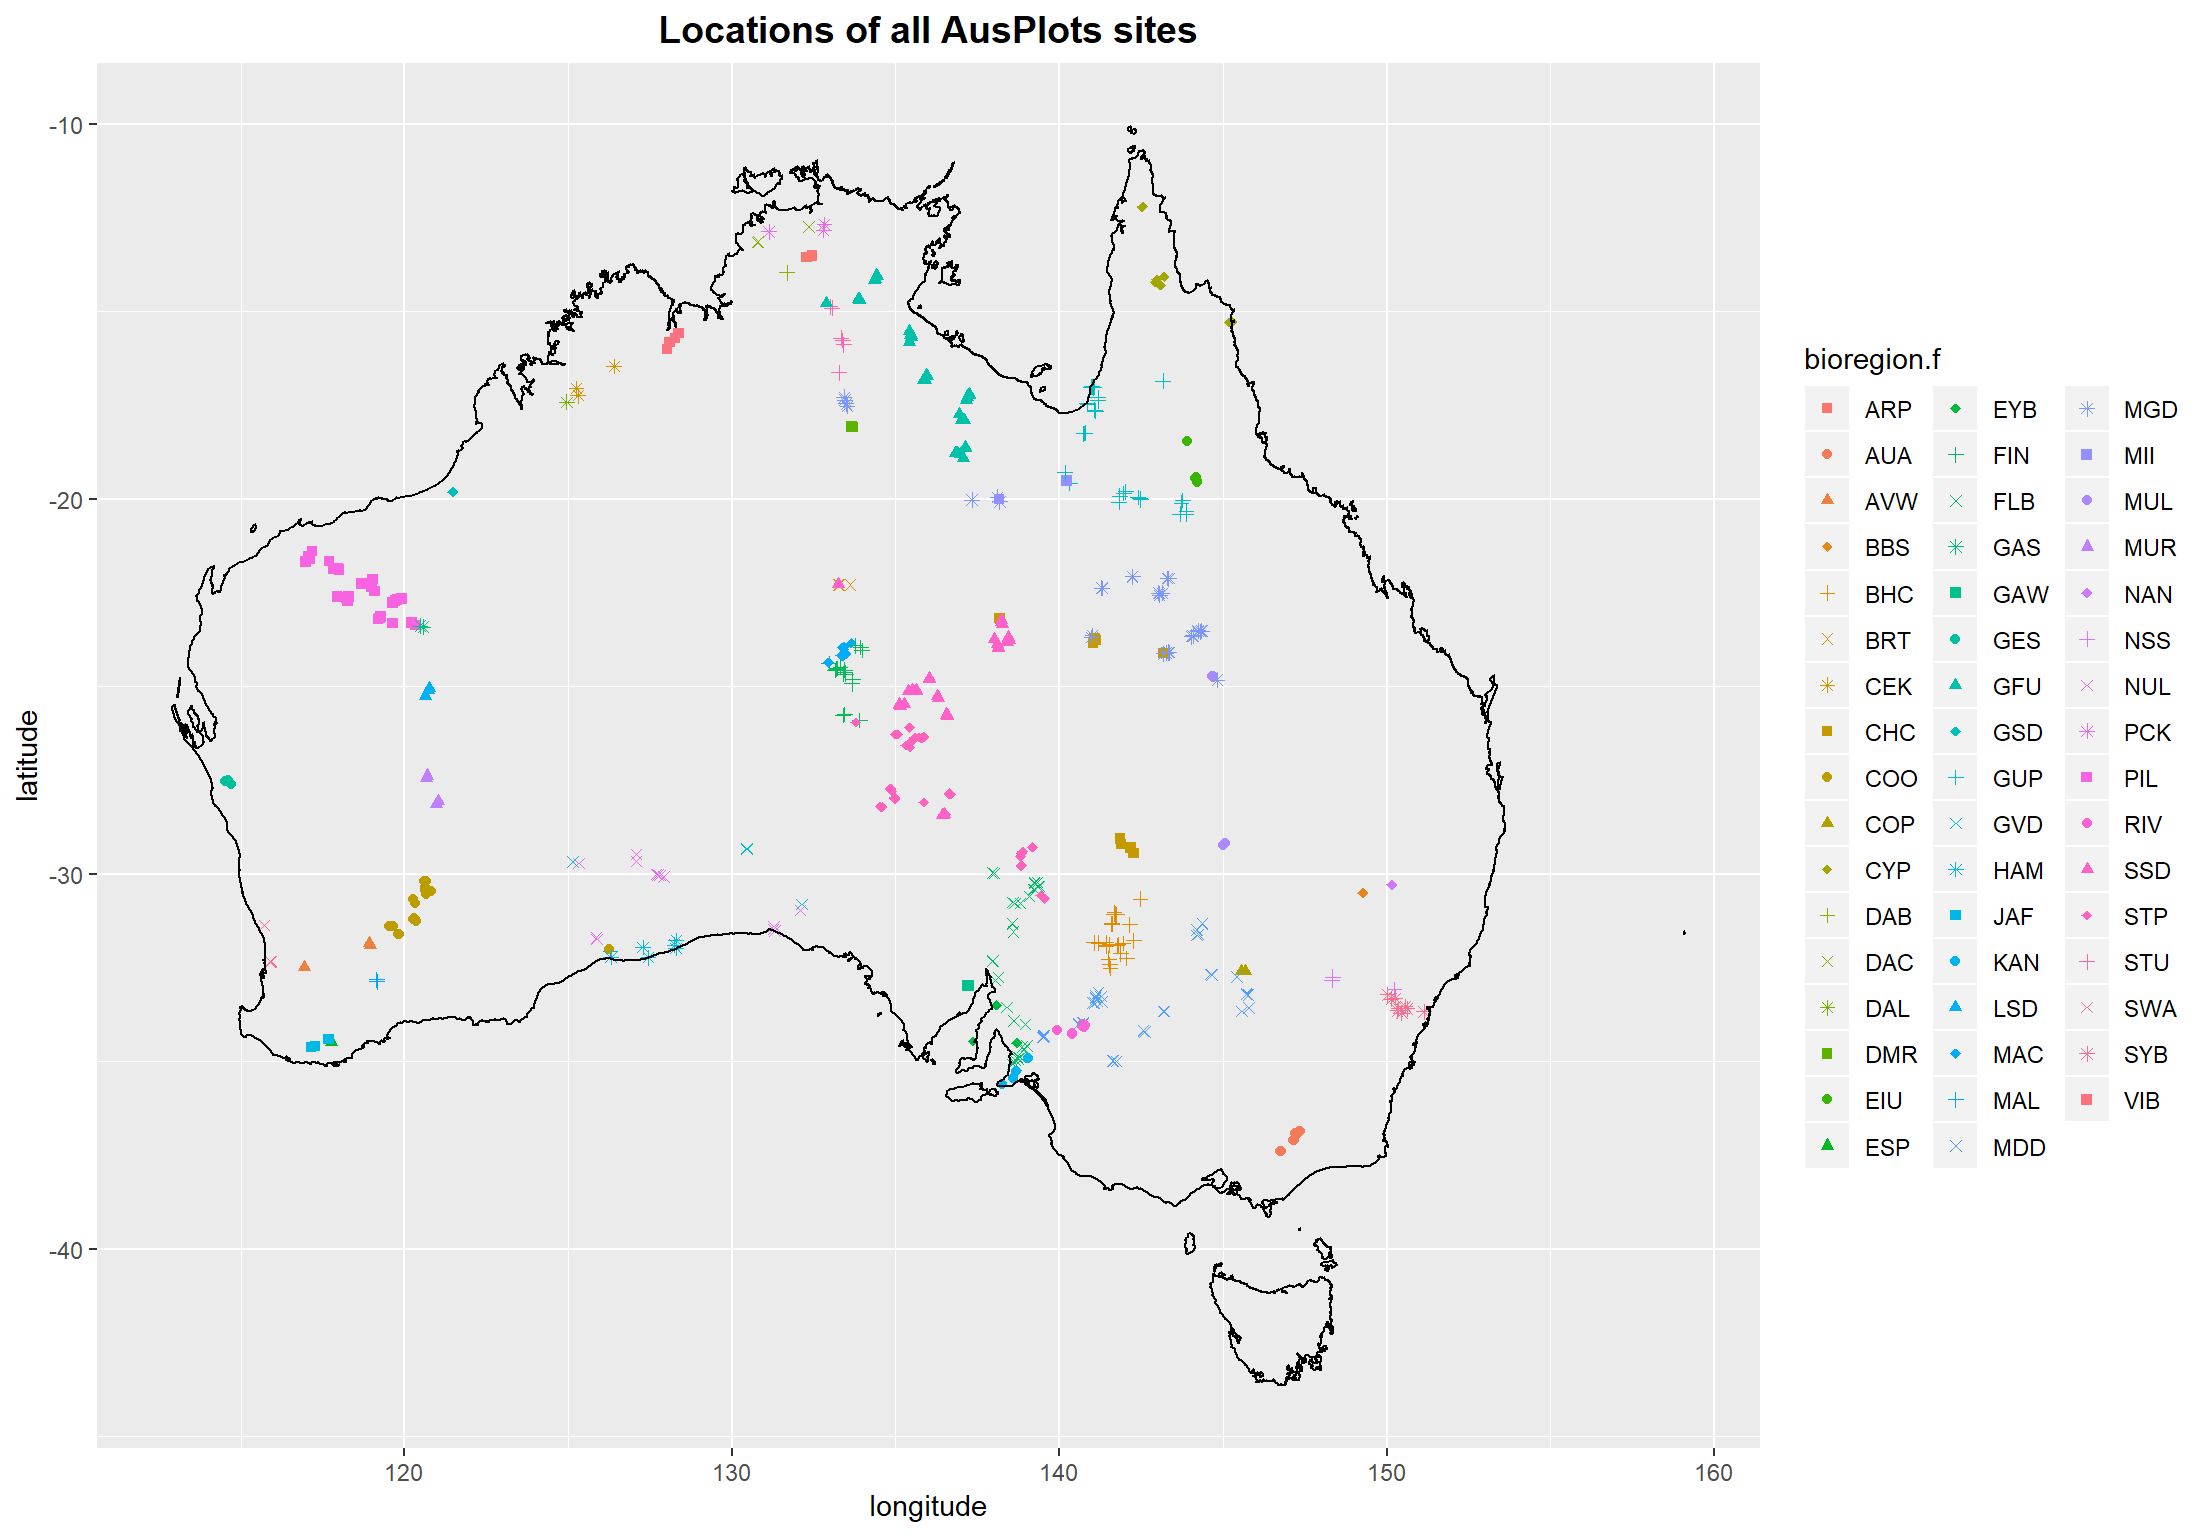 Locations of all AusPlots sites
latitude
-10
-20
-30
-40
120
130
140
150
160
longitude
bioregion.f
ARP
AUA
AVW
BBS
BHC
BRT
CEK
CHC
COO
COP
CYP
DAB
DAC
DAL
DMR
EIU
ESP
EYB
FIN
FLB
GAS
GAW
GES
GFU
GSD
GUP
GVD
HAM
JAF
KAN
LSD
MAC
MAL
MDD
MGD
MII
MUL
MUR
NAN
NSS
NUL
PCK
PIL
RIV
SSD
STP
STU
SWA
SYB
VIB